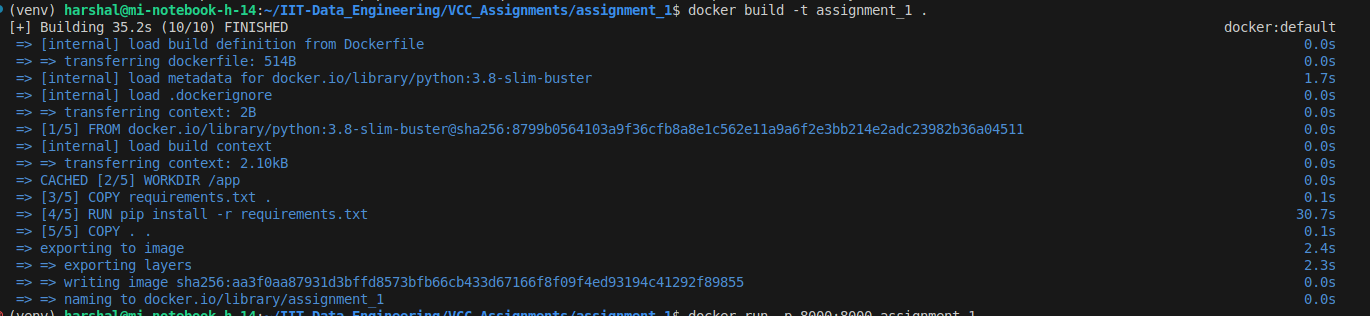 (venv) harshal@mi-notebook-h-14:~/IIT-Data_Engineering/VCC_Assignments/assignment_1$ docker build -t assignment_1 .
[+] Building 35.2s (10/10) FINISHED docker:default
=> [internal] load build definition from Dockerfile 0.0s
=> => transferring dockerfile: 514B 0.0s
=> [internal] load metadata for docker.io/library/python:3.8-slim-buster 1.7s
=> [internal] load .dockerignore 0.0s
=> => transferring context: 2B 0.0s
=> [1/5] FROM docker.io/library/python:3.8-slim-buster@sha256:8799b0564103a9f36cfb8a8e1c562e11a9a6f2e3bb214e2adc23982b36a04511 0.0s
=> [internal] load build context 0.0s
=> => transferring context: 2.10kB 0.0s
=> CACHED [2/5] WORKDIR /app 0.0s
=> [3/5] COPY requirements.txt . 0.1s
=> [4/5] RUN pip install -r requirements.txt 30.7s
=> [5/5] COPY . . 0.1s
=> exporting to image 2.4s
=> => exporting layers 2.3s
=> => writing image sha256:aa3f0aa87931d3bffd8573bfb66cb433d67166f8f09f4ed93194c41292f89855 0.0s
=> => naming to docker.io/library/assignment_1 0.0s
(venv) harshal@mi-notebook-h-14:~/IIT-Data_Engineering/VCC_Assignments/assignment_1$ docker run -p 8000:8000 assignment_1